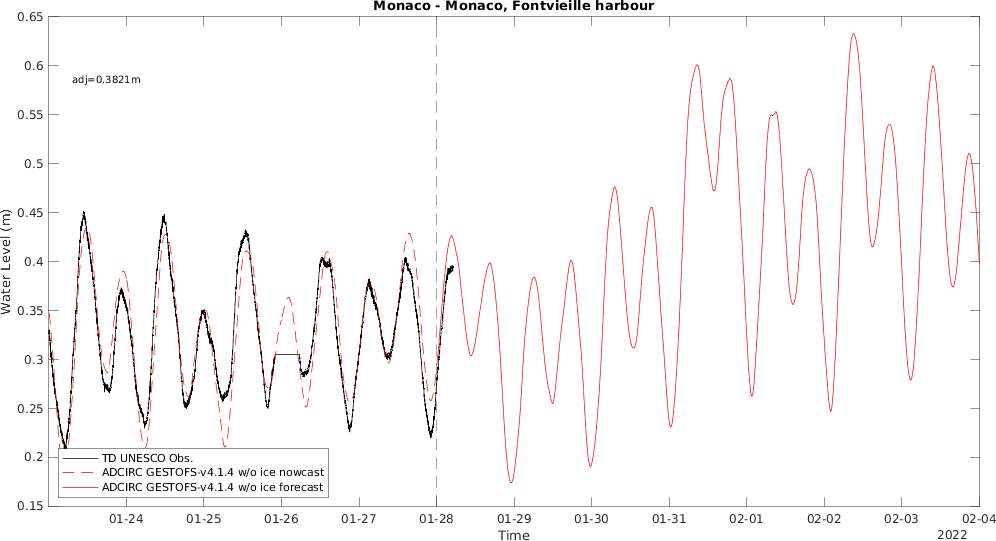 Monaco - Monaco, Fontvieille harbour
0.65
0.6
adj=0.3821m
0.55
0.5
0.45
0.4
0.35
0.3
0.25
0.2
0.15
Water Level (m)
TD UNESCO Obs.
ADCIRC GESTOFS-v4.1.4 w/o ice nowcast
ADCIRC GESTOFS-v4.1.4 w/o ice forecast
01-24 01-25 01-26 01-27 01-28 01-29 01-30 01-31 02-01 02-02 02-03 02-04
Time
2022